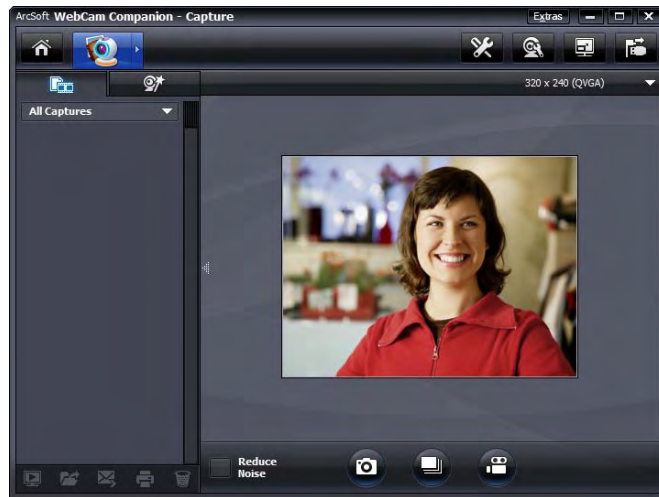 ArcSoft WebCam Companion - Capture
Extras
320 x 240 (QVGA)
All Captures
Reduce
Noise